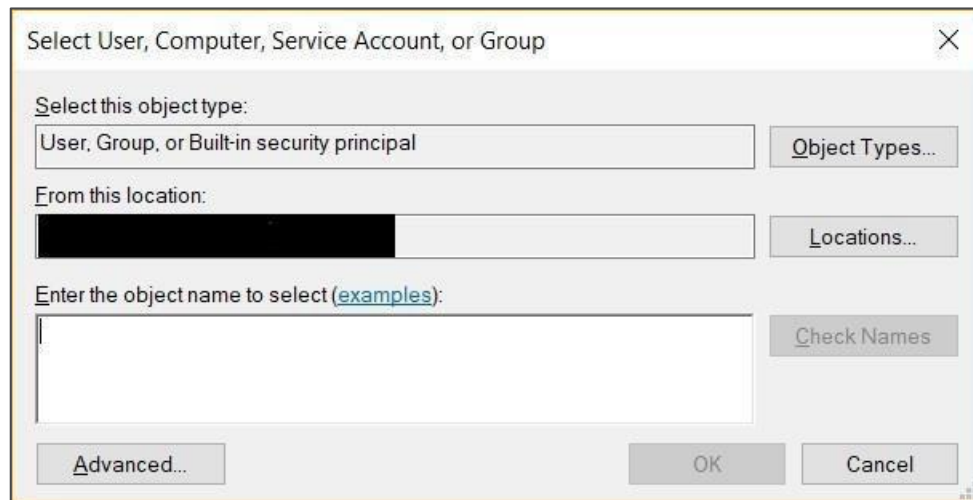 Select User, Computer, Service Account, or Group
Select this object type:
User, Group, or Built-in security principal
Object Types...
From this location:
Locations...
Enter the object name to select (examples):
Check Names
Advanced...
OK
Cancel